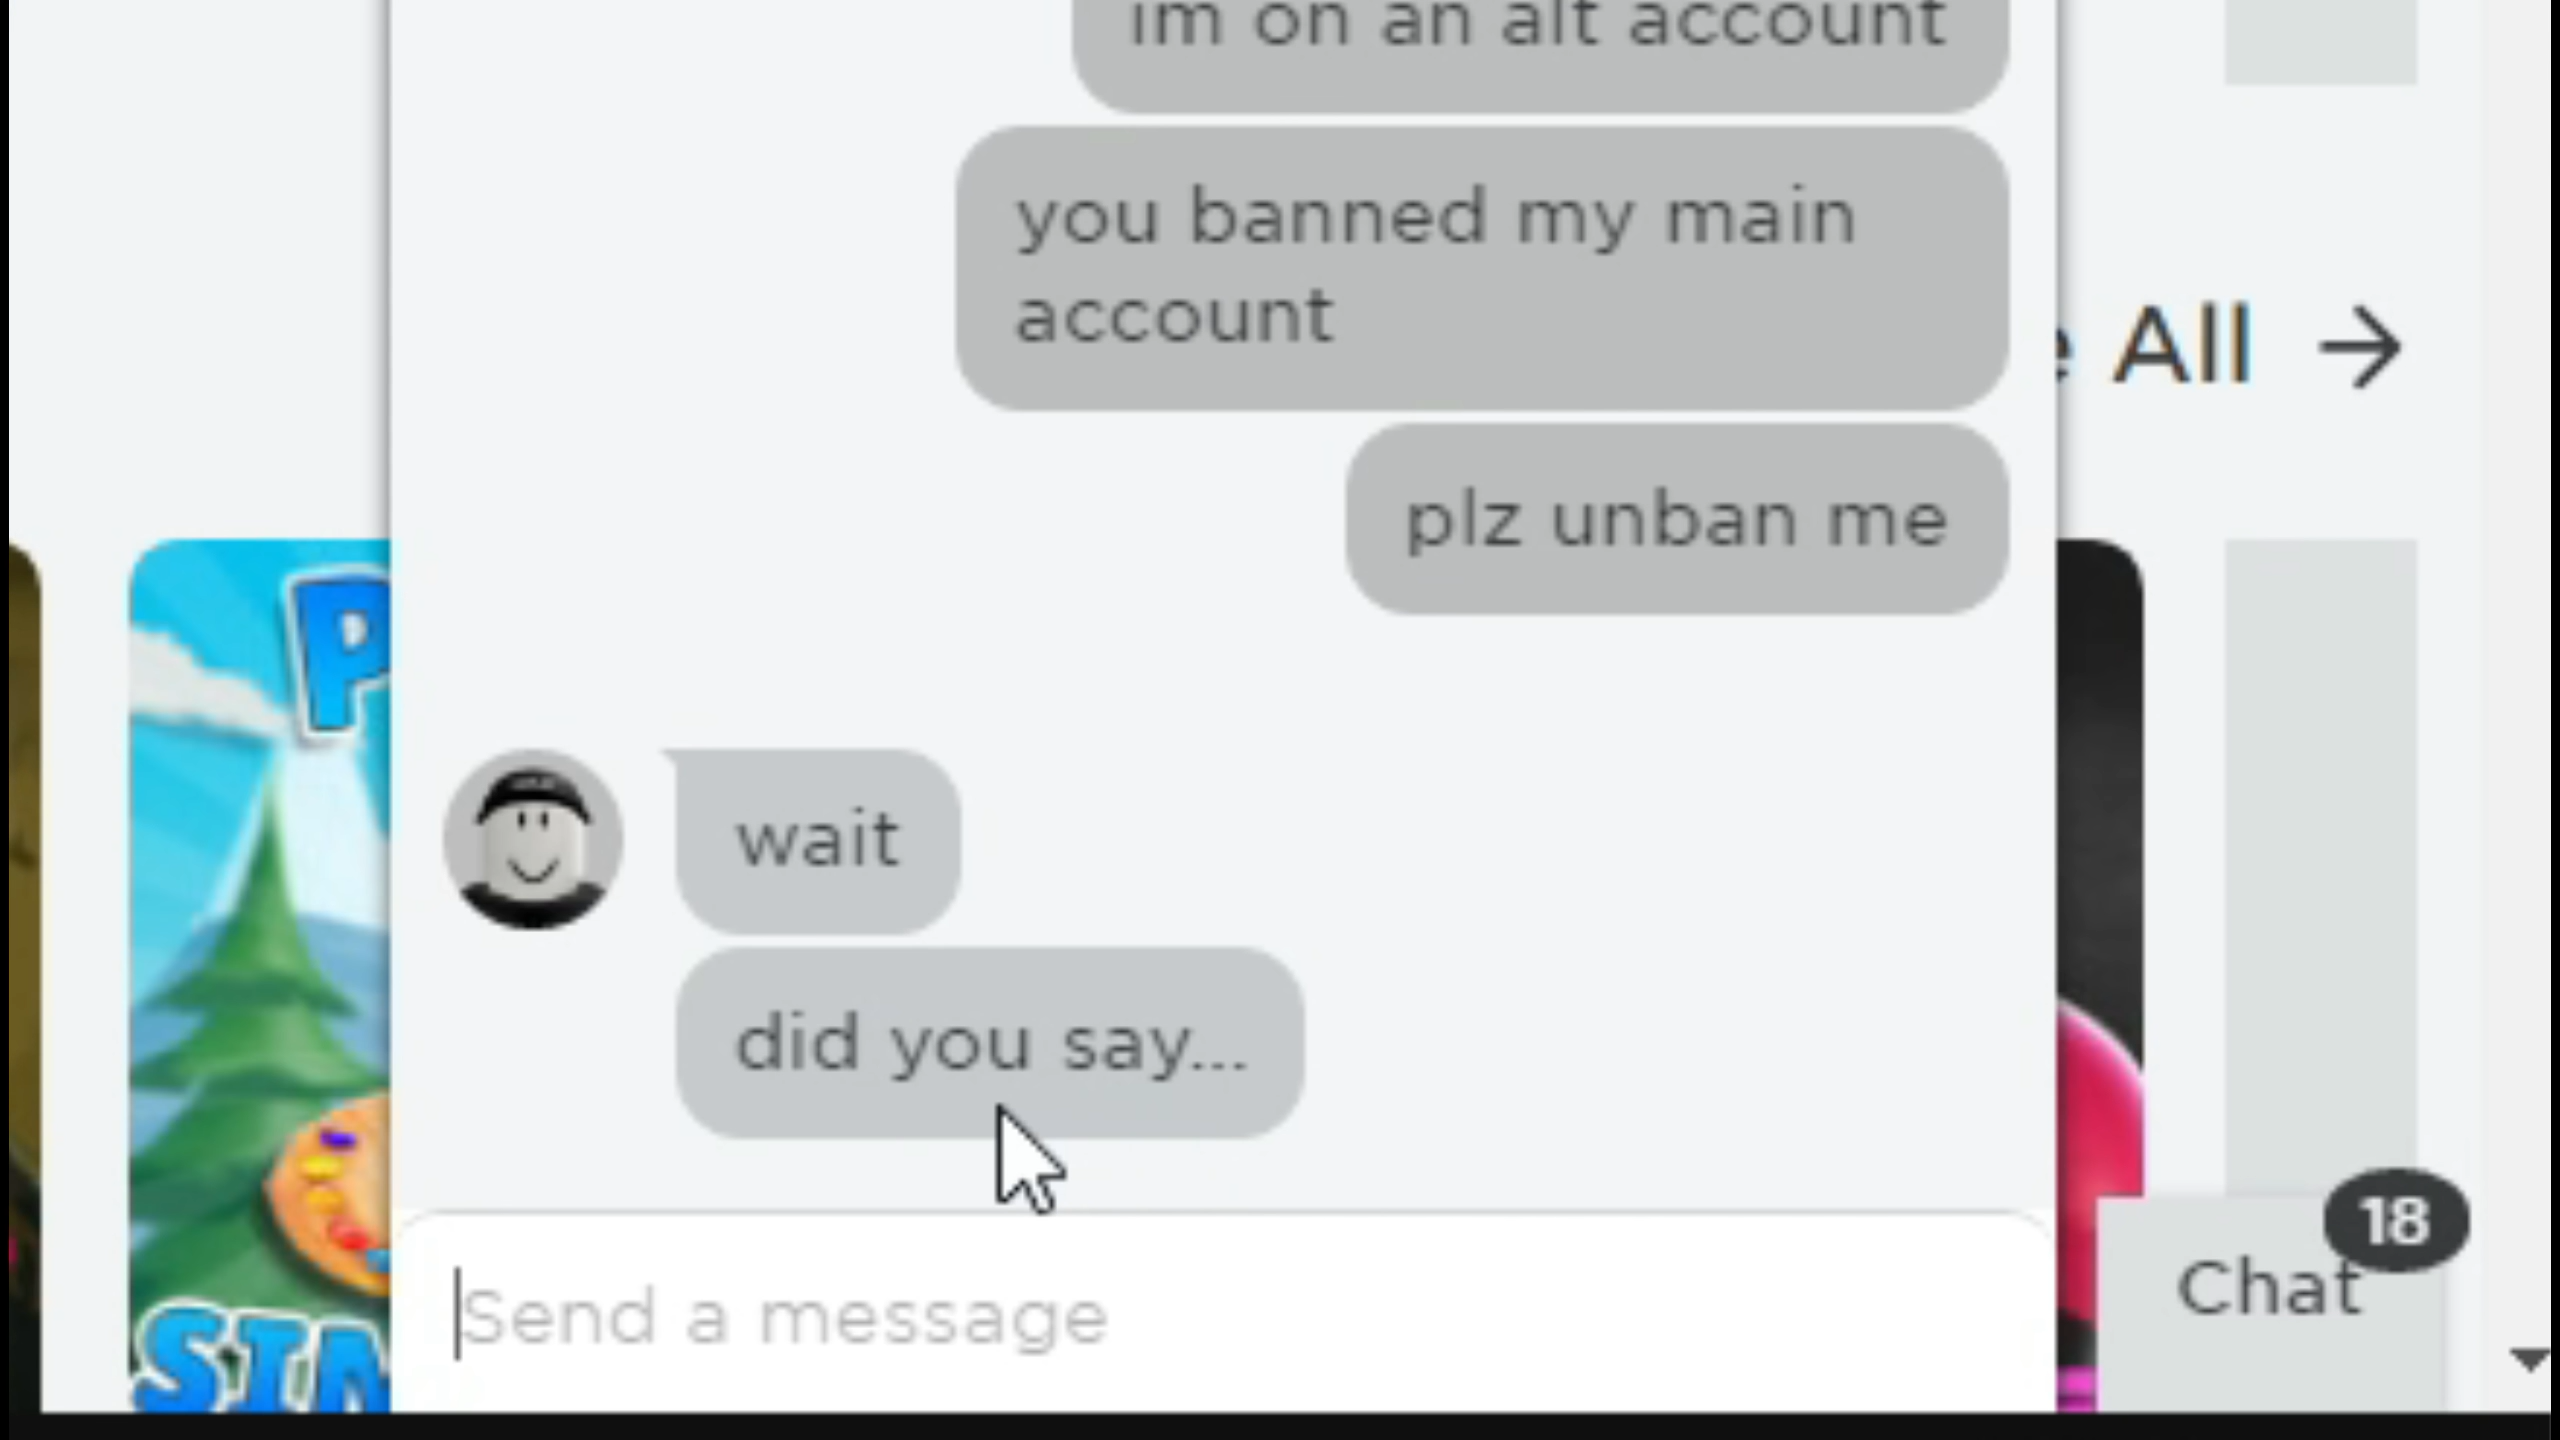 im on an alt account
you banned my main
account
All →
plz unban me
P
wait
did you say...
18
Chat
Send a message
SIM